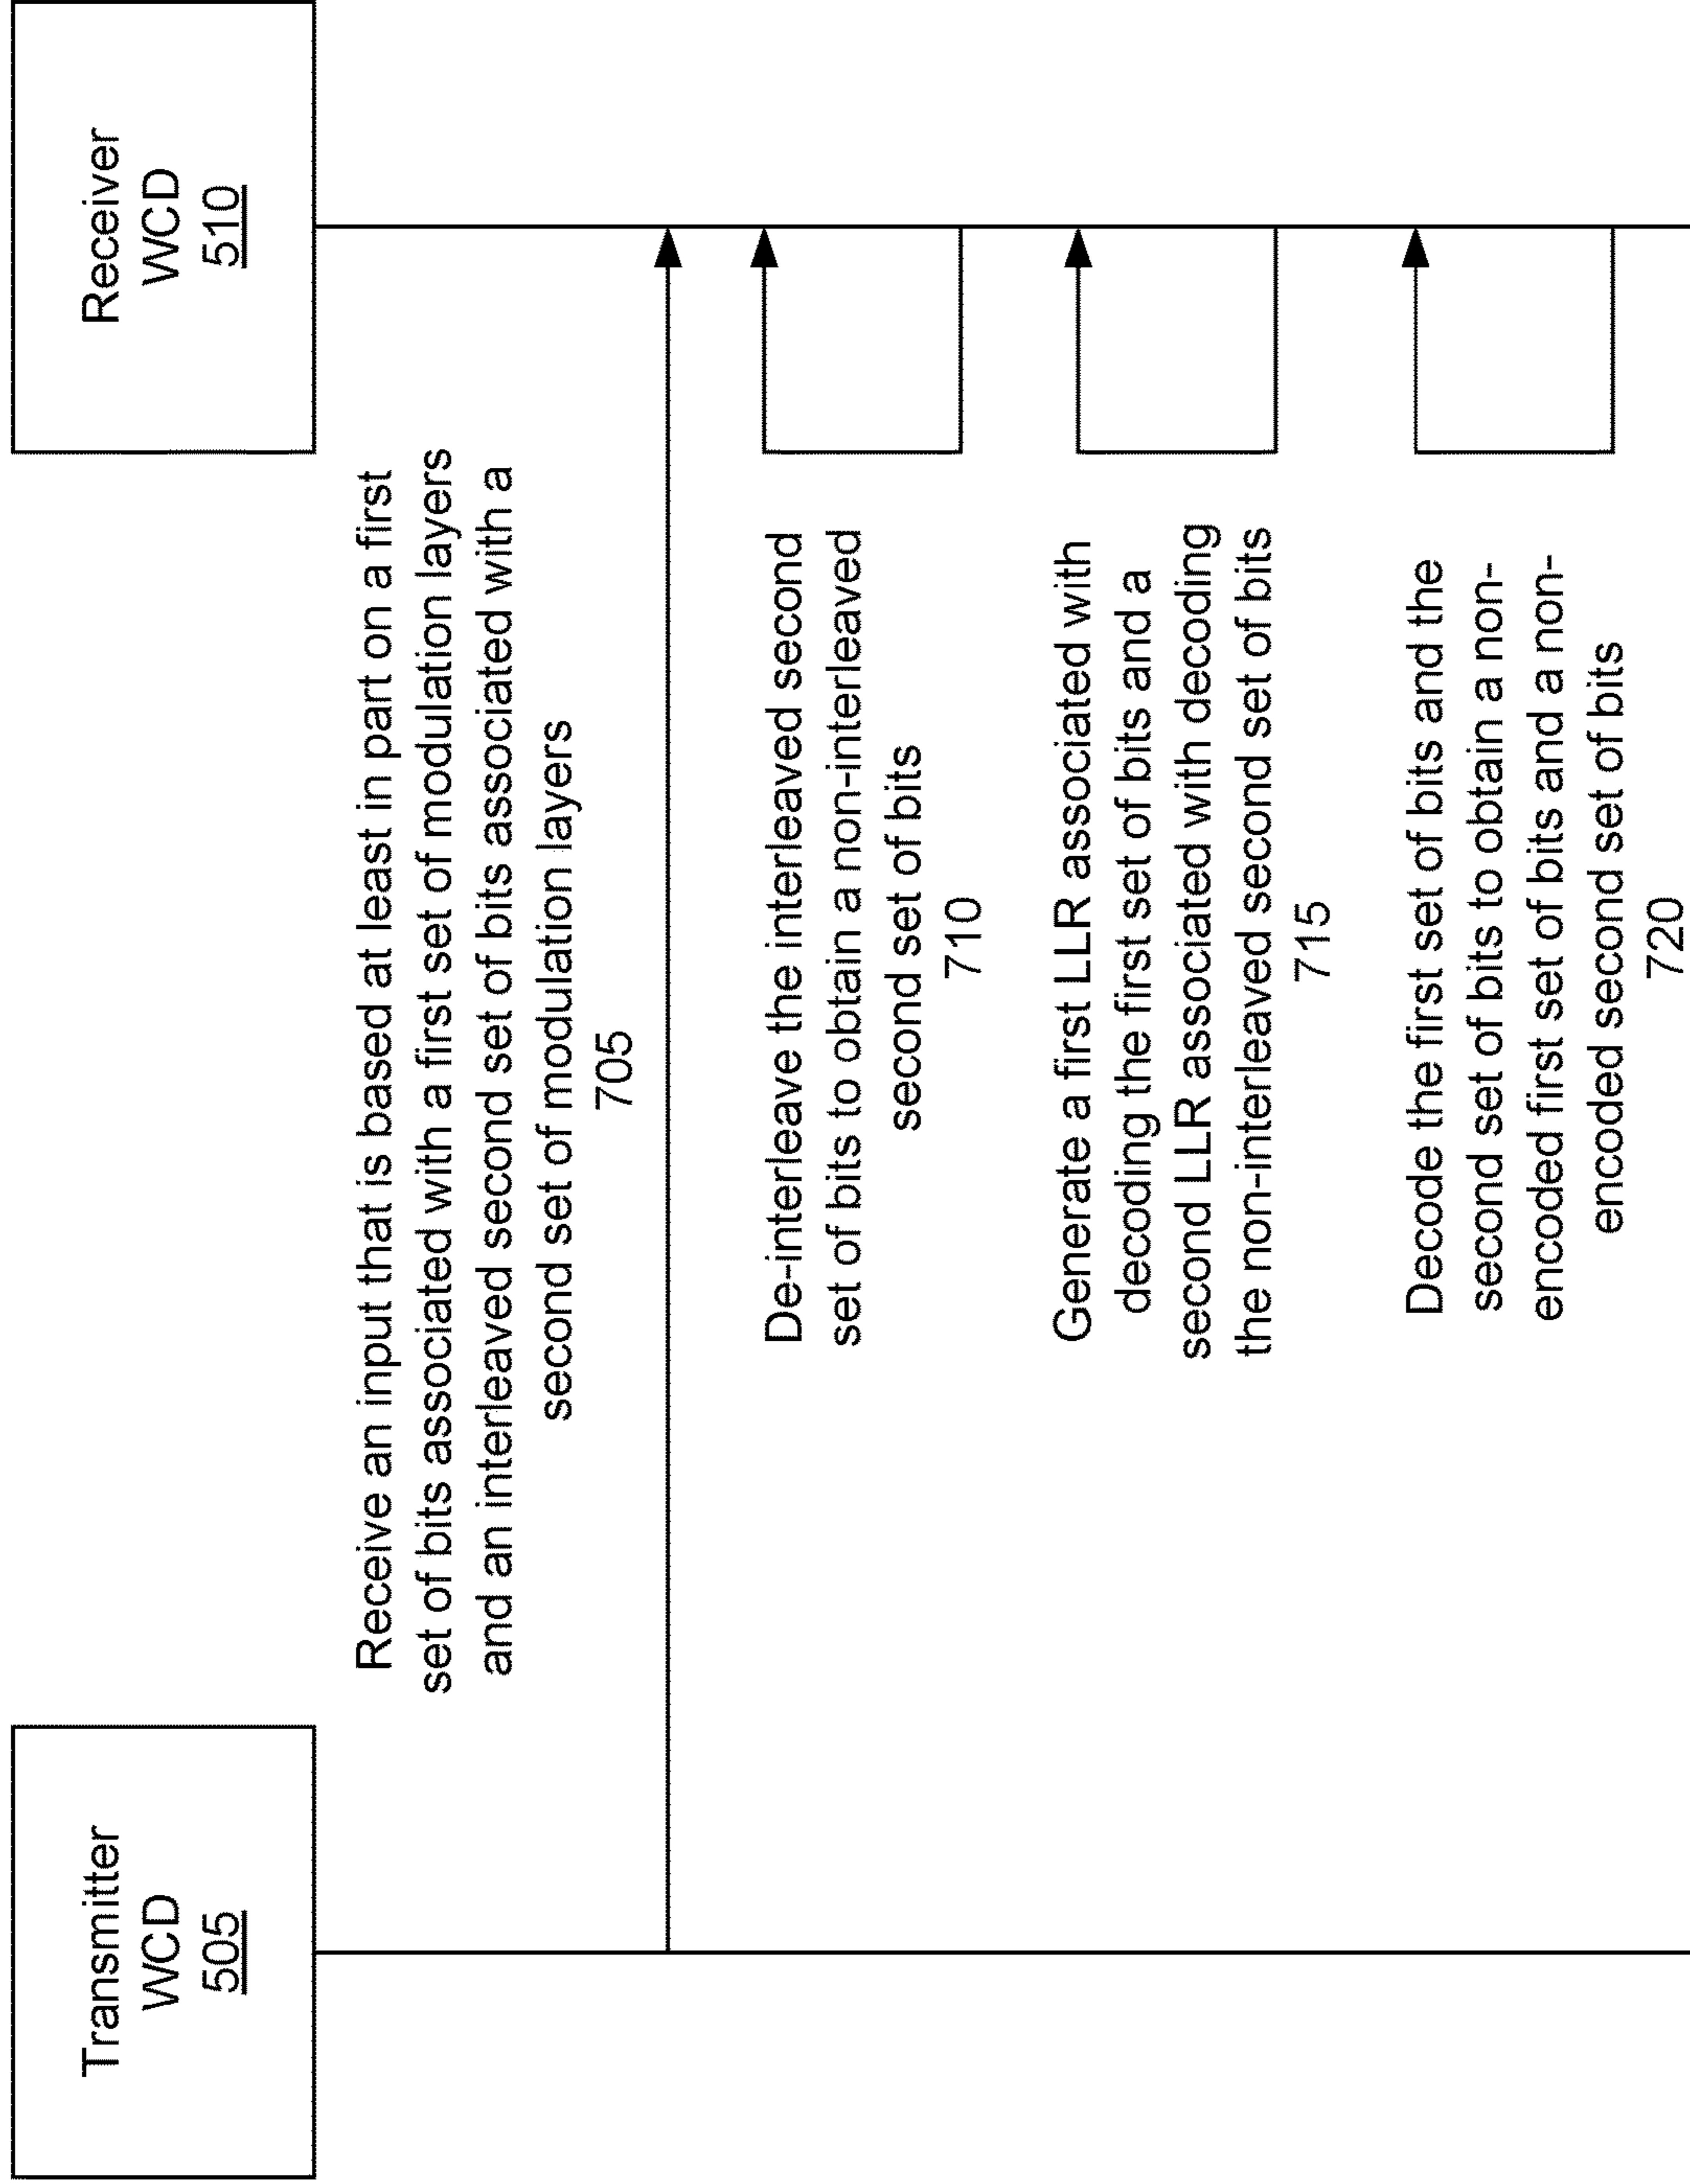 Transmitter
WCD
505
Receiver
WCD
510
Receive an input that is based at least in part on a first
set of bits associated with a first set of modulation layers
and an interleaved second set of bits associated with a
second set of modulation layers
705
De-interleave the interleaved second
set of bits to obtain a non-interleaved
second set of bits
710
Generate a first LLR associated with
decoding the first set of bits and a
second LLR associated with decoding
the non-interleaved second set of bits
715
Decode the first set of bits and the
second set of bits to obtain a non-
encoded first set of bits and a non-
encoded second set of bits
720